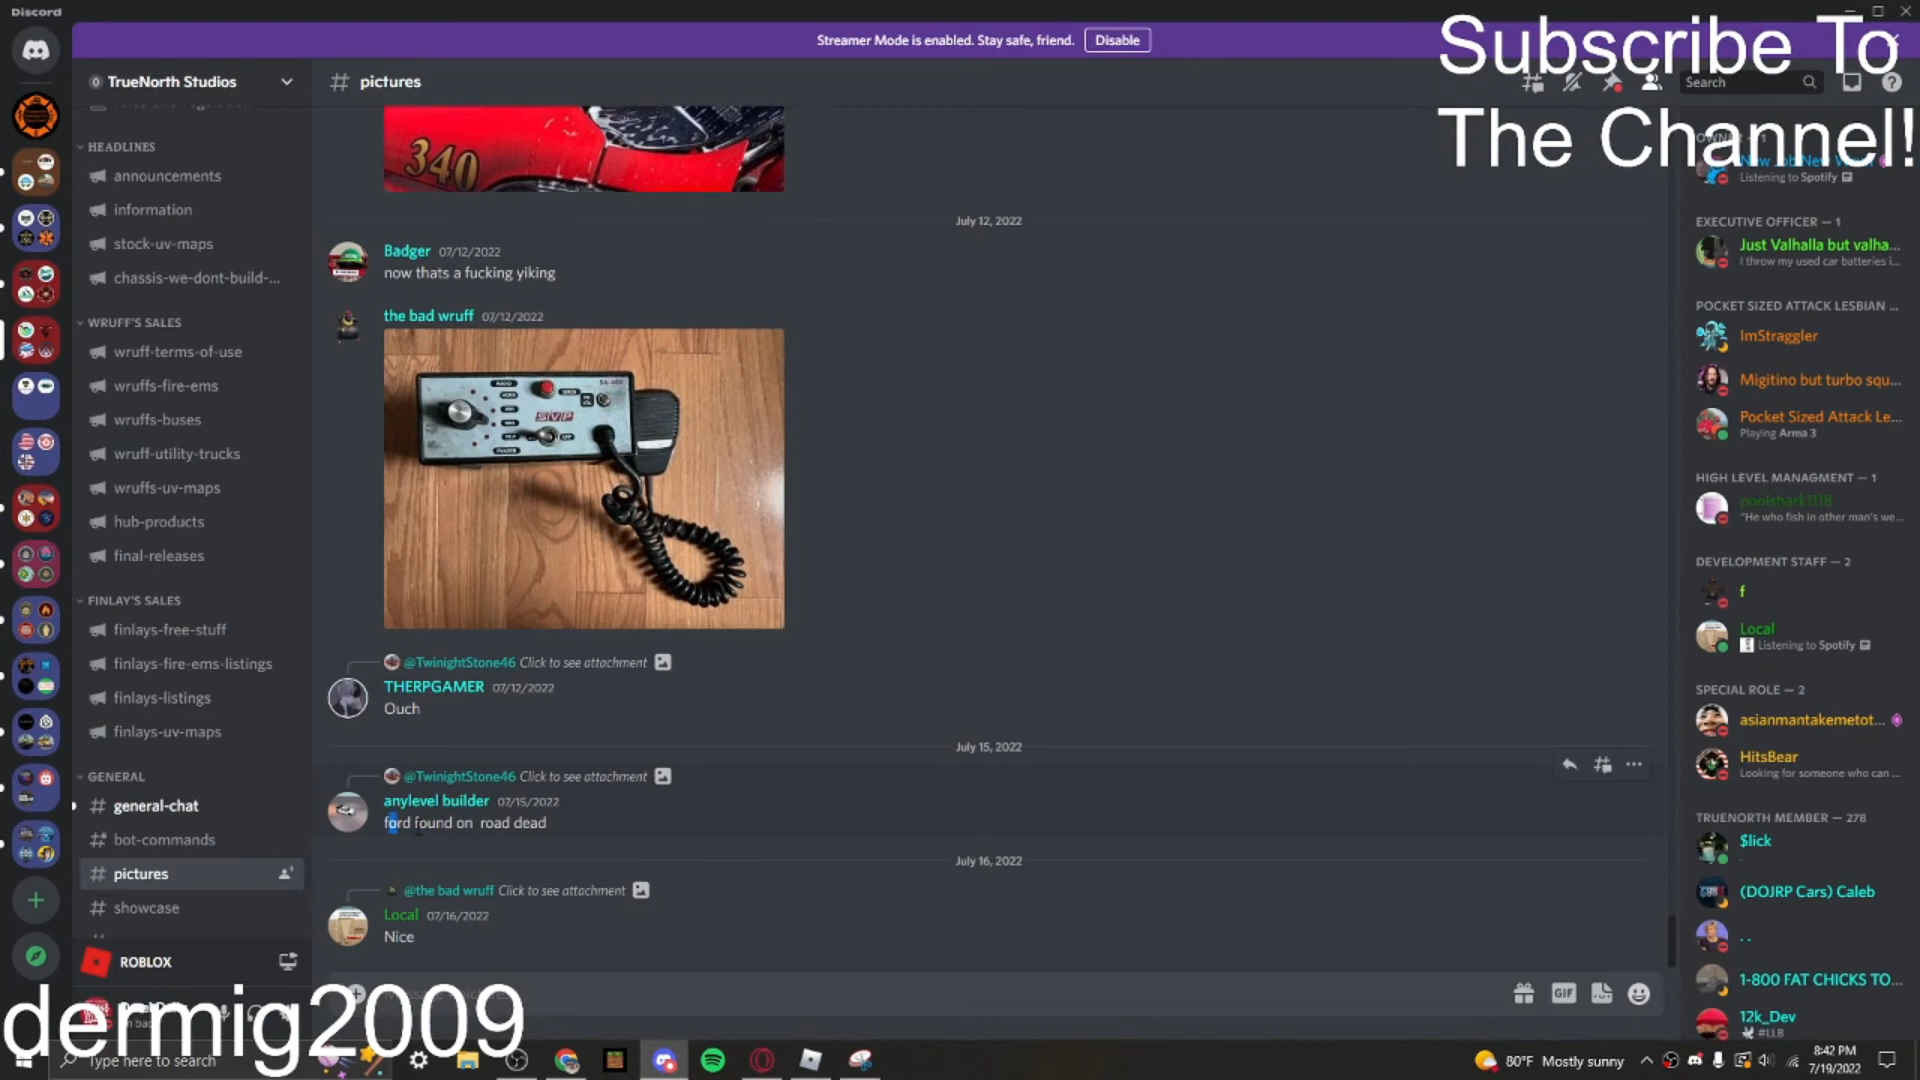 Discord
Streamer Mode is enabled. Stay safe, friend.
Disable
Subscribe To
The Channel!
TrueNorth Studios
pictures
Search
HEADLINES
announcements
information
stock-uv-maps
chassis-we-dont-build-...
WRUFF'S SALES
wruff-terms-of-use
wruffs-fire-ems
wruffs-buses
wruff-utility-trucks
wruffs-uv-maps
hub-products
final-releases
FINLAY'S SALES
finlays-free-stuff
finlays-fire-ems-listings
finlays-listings
finlays-uv-maps
GENERAL
general-chat
bot-commands
pictures
showcase
ROBLOX
dermig2009
340
July 12, 2022
Badger 07/12/2022
now thats a fucking yiking
the bad wruff 07/12/2022
RADIO
SA-400
SVP
OFF
@TwinightStone46 Click to see attachment
THERPGAMER 07/12/2022
Ouch
July 15, 2022
@TwinightStone46 Click to see attachment
anylevel builder 07/15/2022
ford found on road dead
July 16, 2022
@the bad wruff Click to see attachment
Local 07/16/2022
Nice
GIF
New Job New
Listening to Spotify
EXECUTIVE OFFICER — 1
Just Valhalla but valha...
I throw my used car batteries i...
POCKET SIZED ATTACK LESBIAN ...
ImStraggler
Migitino but turbo squ...
Pocket Sized Attack Le...
Playing Arma 3
HIGH LEVEL MANAGMENT — 1
poolshark1118
"He who fish in other man's we...
DEVELOPMENT STAFF — 2
f
Local
Listening to Spotify
SPECIAL ROLE — 2
asianmantakemetot...
HitsBear
Looking for someone who can ...
TRUENORTH MEMBER — 278
$lick
.
(DOJRP Cars) Caleb
. .
1-800 FAT CHICKS TO...
12k_Dev
#LLB
Type here to search
80°F Mostly sunny
8:42 PM
7/19/2022